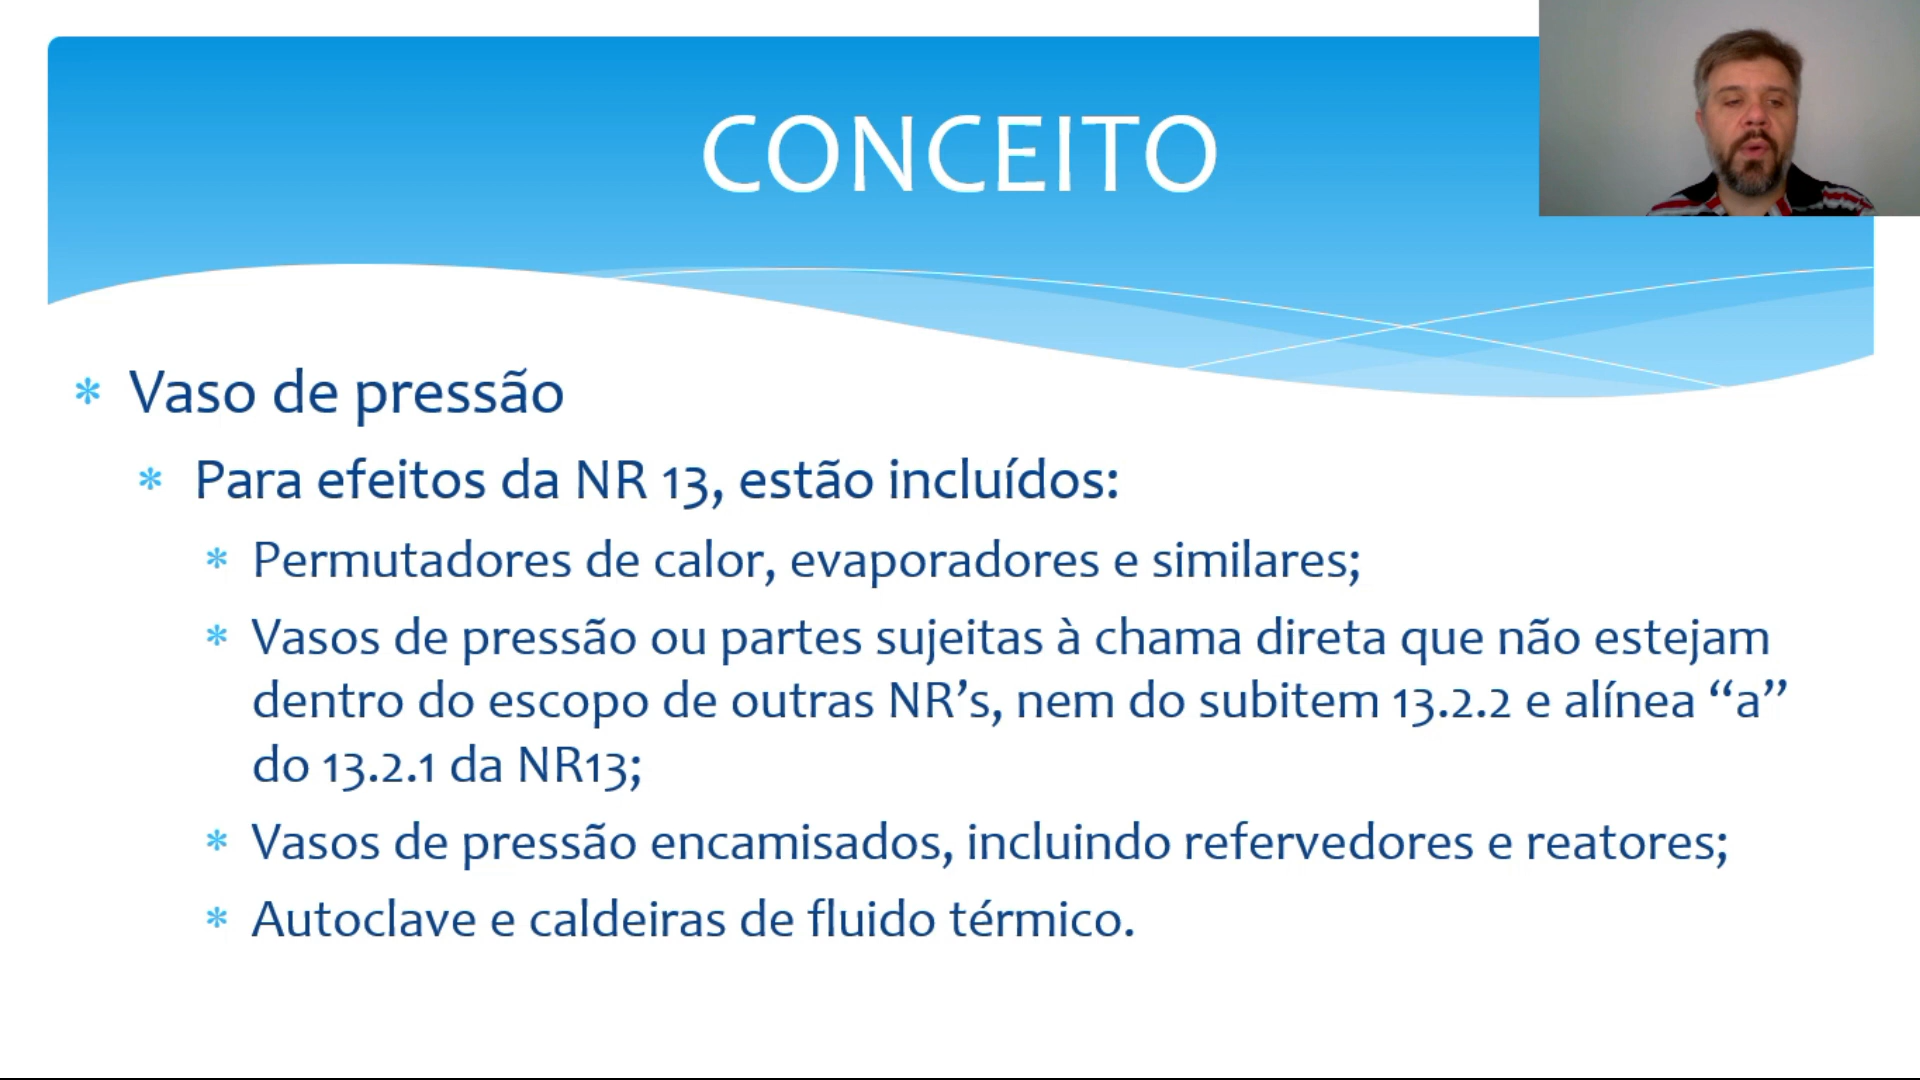 CONCEITO
* Vaso de pressão
* Para efeitos da NR 13, estão incluídos:
* Permutadores de calor, evaporadores e similares;
* Vasos de pressão ou partes sujeitas à chama direta que não estejam
dentro do escopo de outras NR’s, nem do subitem 13.2.2 e alínea “a”
do 13.2.1 da NR13;
* Vasos de pressão encamisados, incluindo refervedores e reatores;
* Autoclave e caldeiras de fluido térmico.